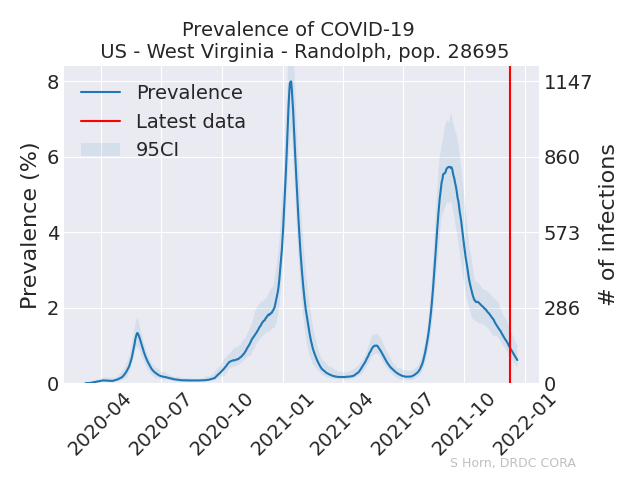 Prevalence of COVID-19
US - West Virginia - Randolph, pop. 28695
Prevalence
Latest data
95CI
Prevalence (%)
8
6
4
2
0
1147
860
573
286
0
# of infections
2020-04
2020-07
2020-10
2021-01
2021-04
2021-07
2021-10
2022-01
S Horn, DRDC CORA